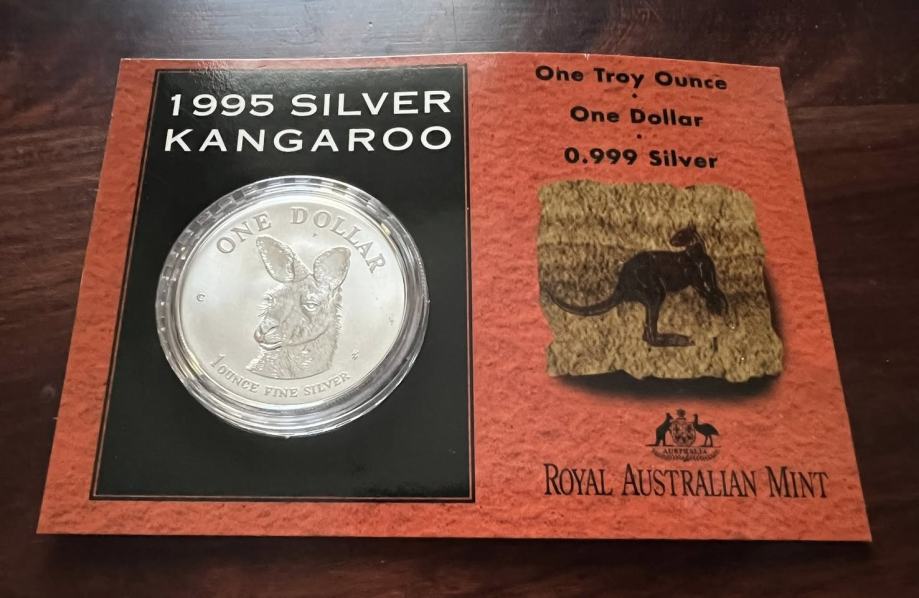 1995 SILVER
KANGAROO
ONE DOLLAR
C
1 OUNCE FINE SILVER
One Troy Ounce
•
One Dollar
•
0.999 Silver
AUSTRALIA
ROYAL AUSTRALIAN MINT